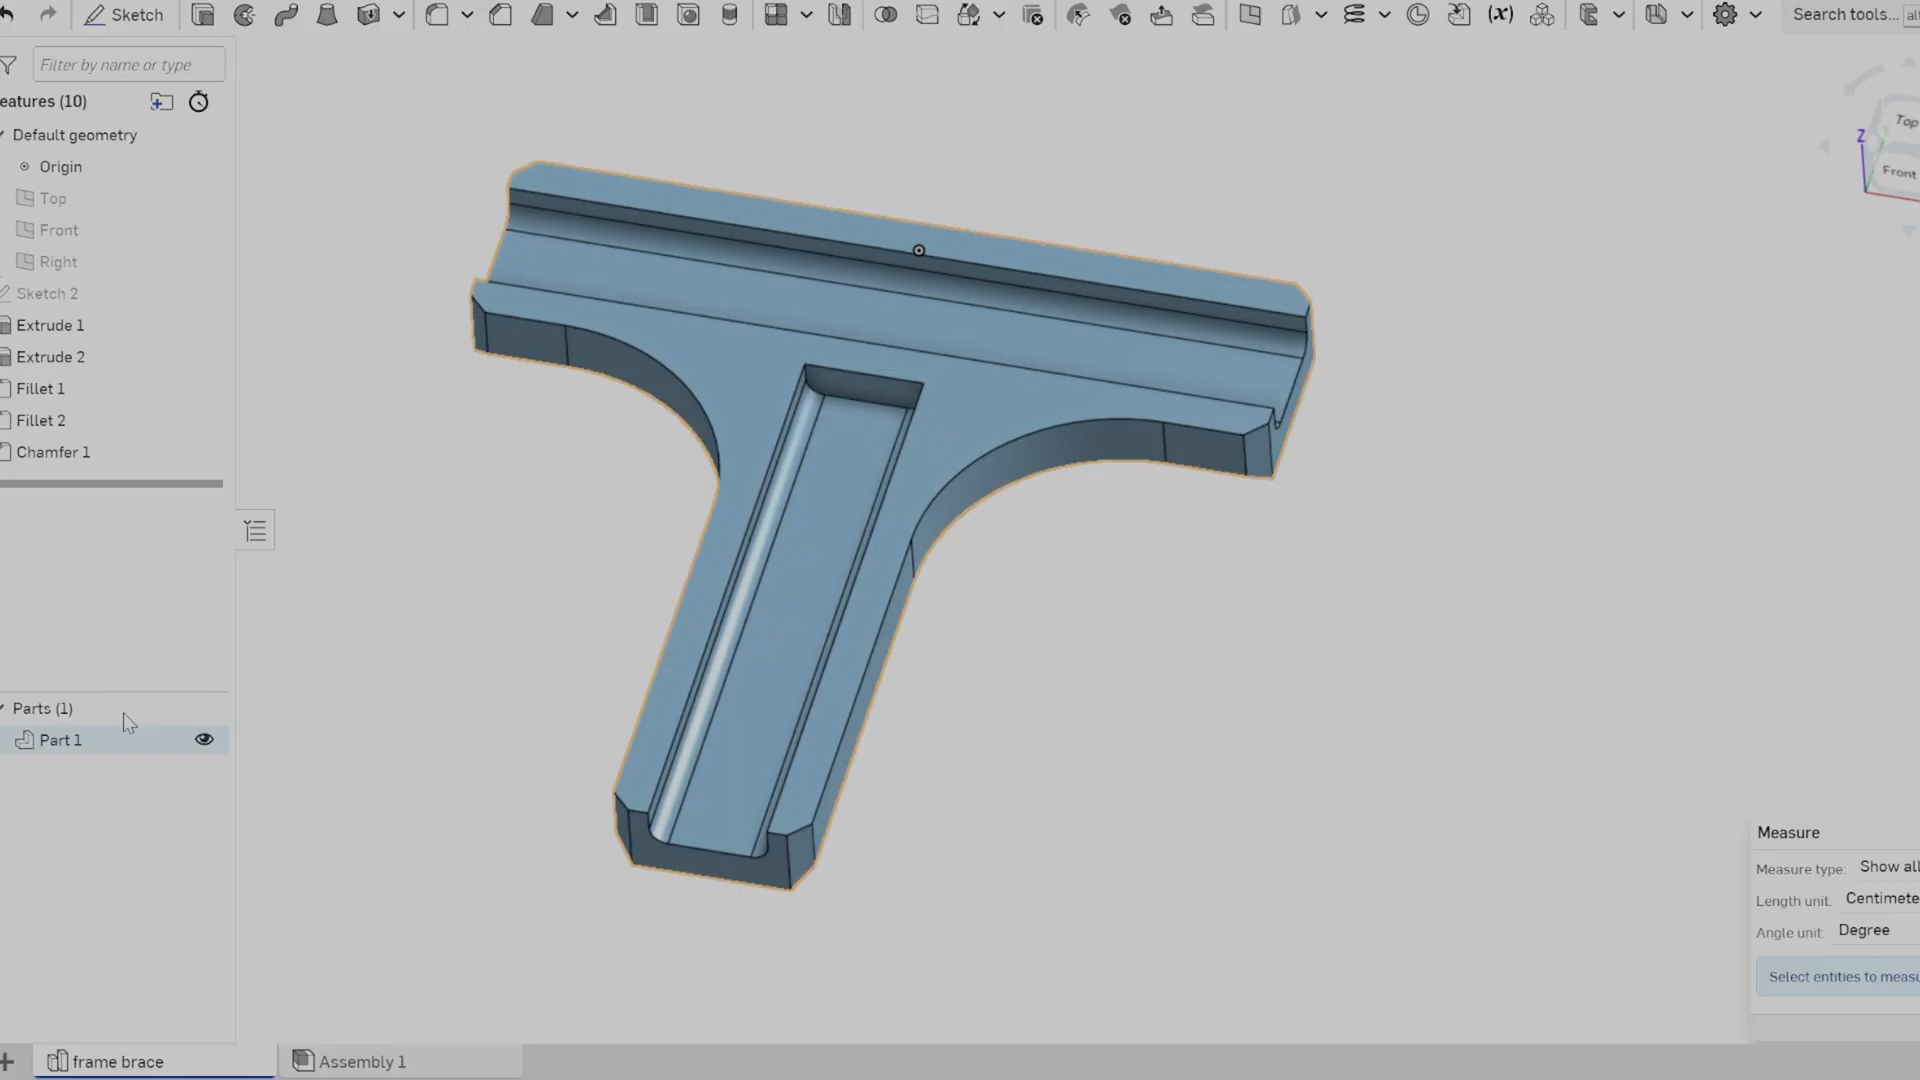 Sketch
(x)
Search tools...
Filter by name or type
eatures (10)
Default geometry
Origin
Top
Front
Right
Sketch 2
Extrude 1
Extrude 2
Fillet 1
Fillet 2
Chamfer 1
Parts (1)
Part 1
Top
Z
Front
Measure
Measure type: Show all
Length unit: Centimete
Angle unit: Degree
Select entities to measu
frame brace
Assembly 1